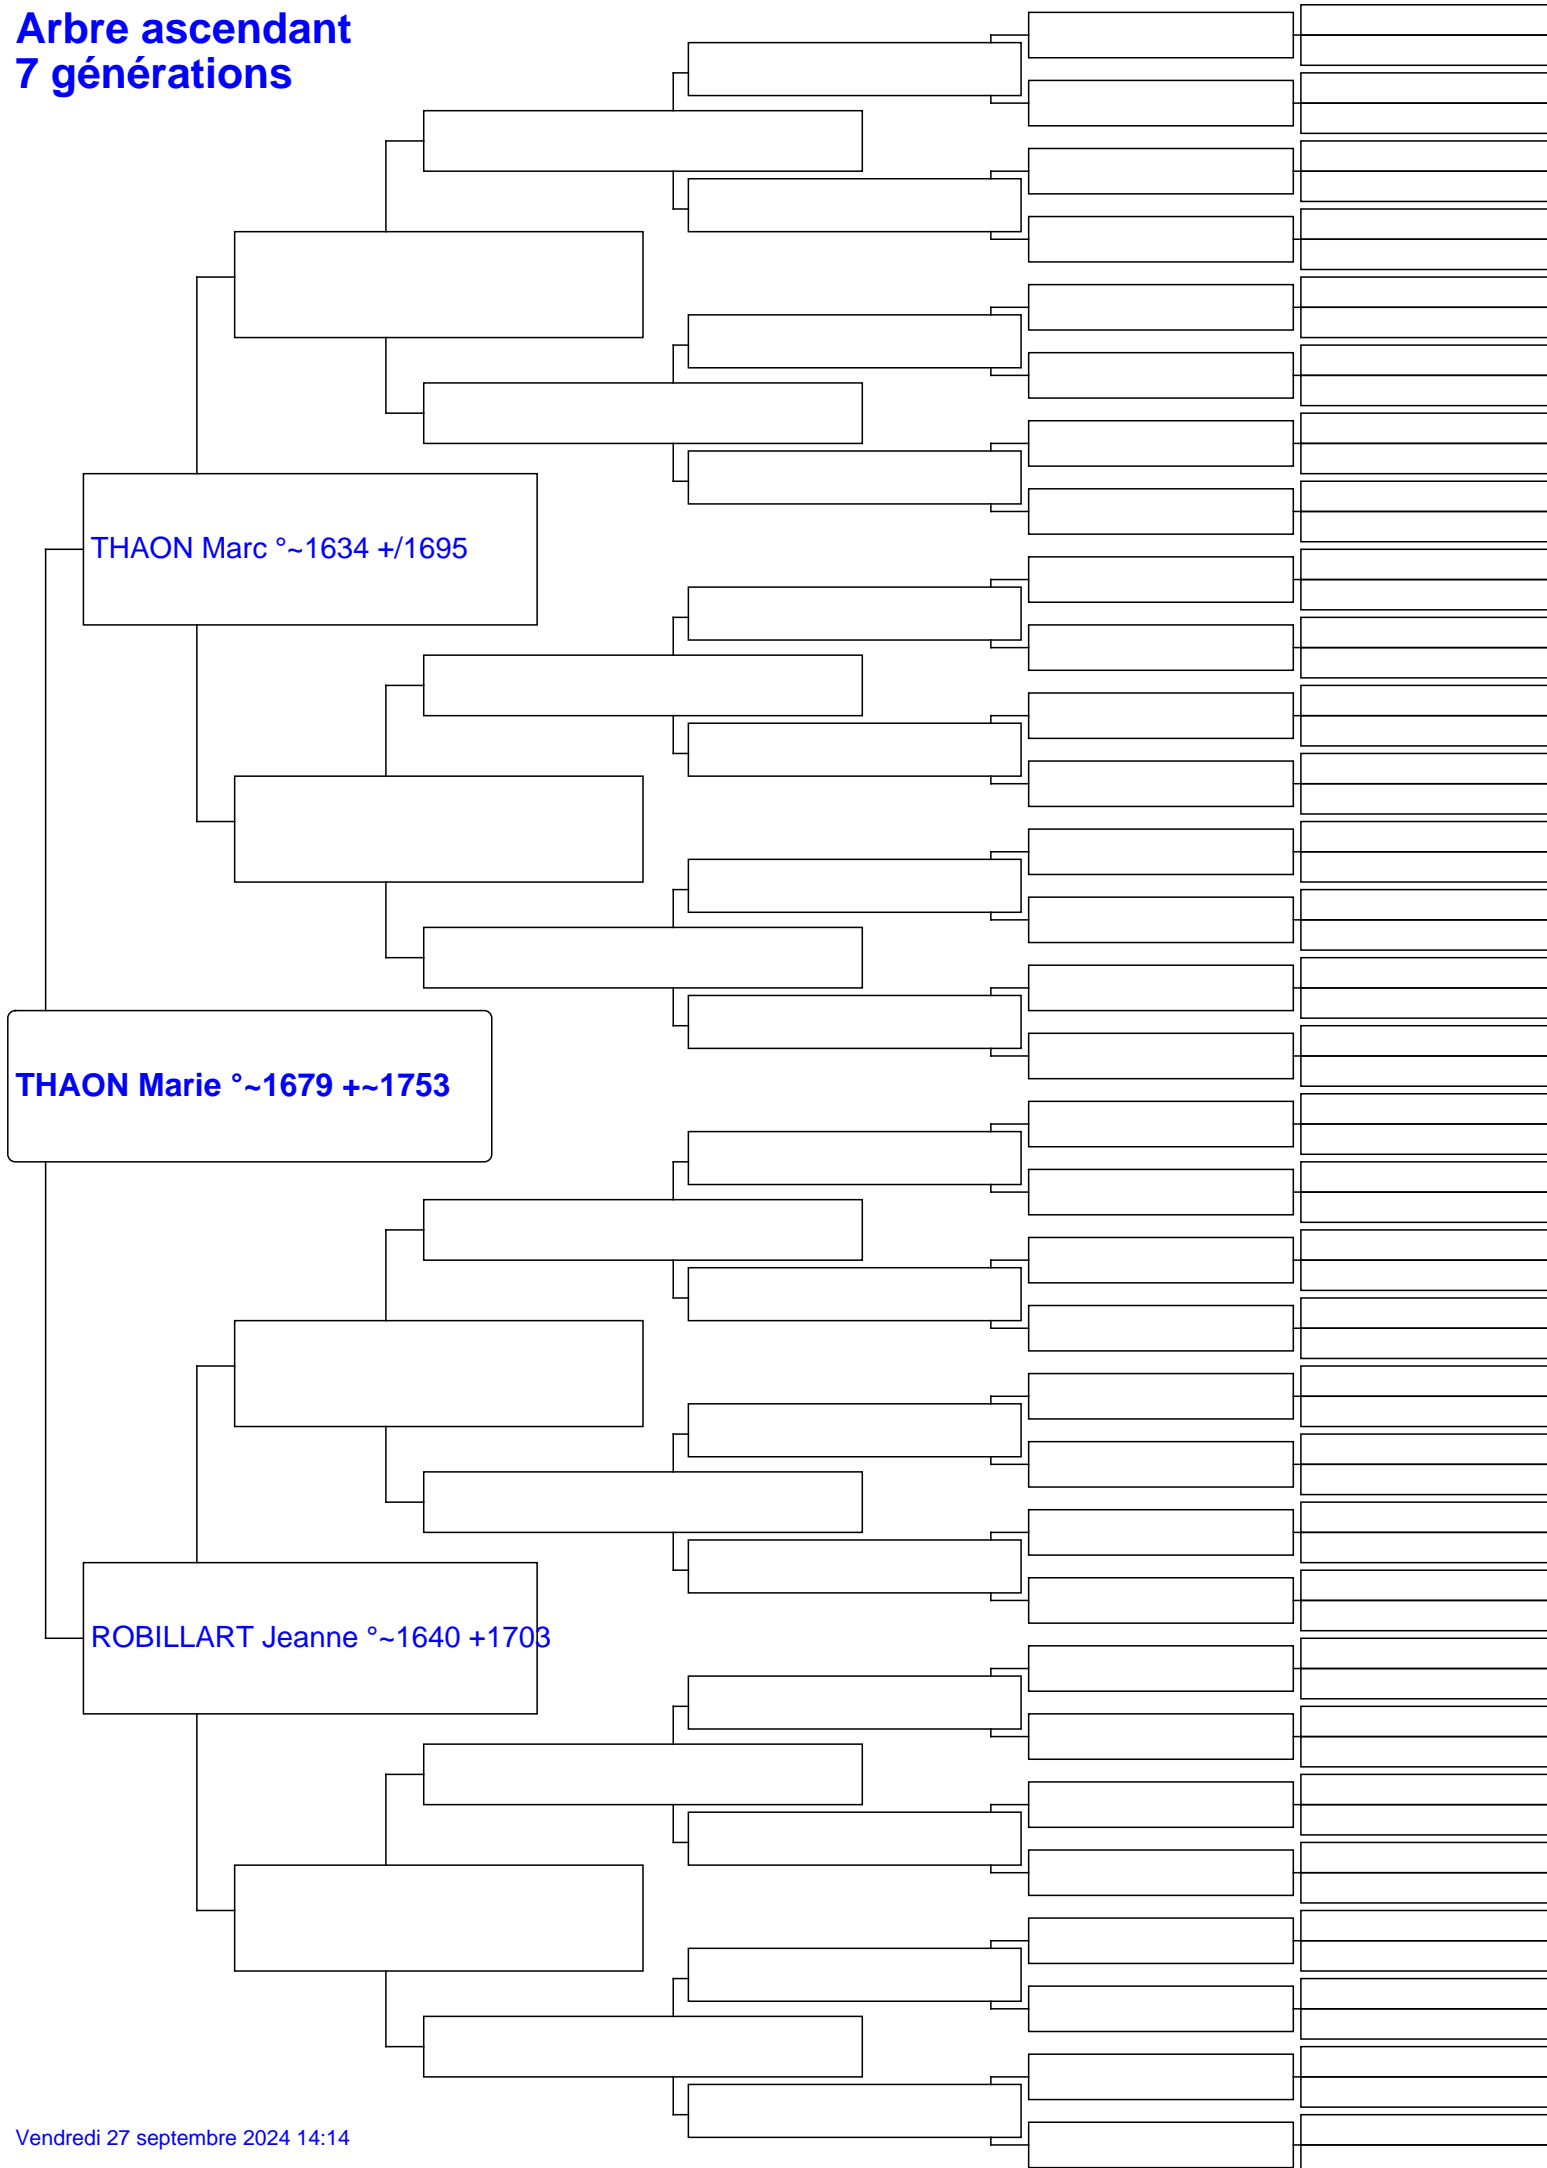 Arbre ascendant
7 générations
THAON Marc °~1634 +/1695
THAON Marie °~1679 +~1753
ROBILLART Jeanne °~1640 +1703
Vendredi 27 septembre 2024 14:14